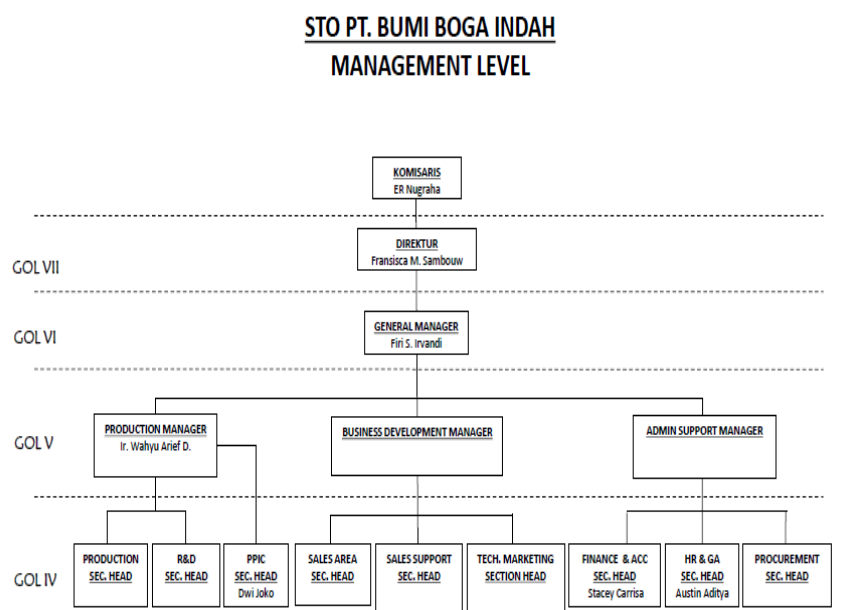 STO PT. BUMI BOGA INDAH
MANAGEMENT LEVEL
KOMISARIS
ER Nugraha
GOL VII
DIREKTUR
Fransisca M. Sambouw
GOL VI
GENERAL MANAGER
Firi S. Irvandi
GOL V
PRODUCTION MANAGER
Ir. Wahyu Arief D.
BUSINESS DEVELOPMENT MANAGER
ADMIN SUPPORT MANAGER
GOL IV
PRODUCTION
SEC. HEAD
R&D
SEC. HEAD
PPIC
SEC. HEAD
Dwi Joko
SALES AREA
SEC. HEAD
SALES SUPPORT
SEC. HEAD
TECH. MARKETING
SECTION HEAD
FINANCE & ACC
SEC. HEAD
Stacey Carrisa
HR & GA
SEC. HEAD
Austin Aditya
PROCUREMENT
SEC. HEAD